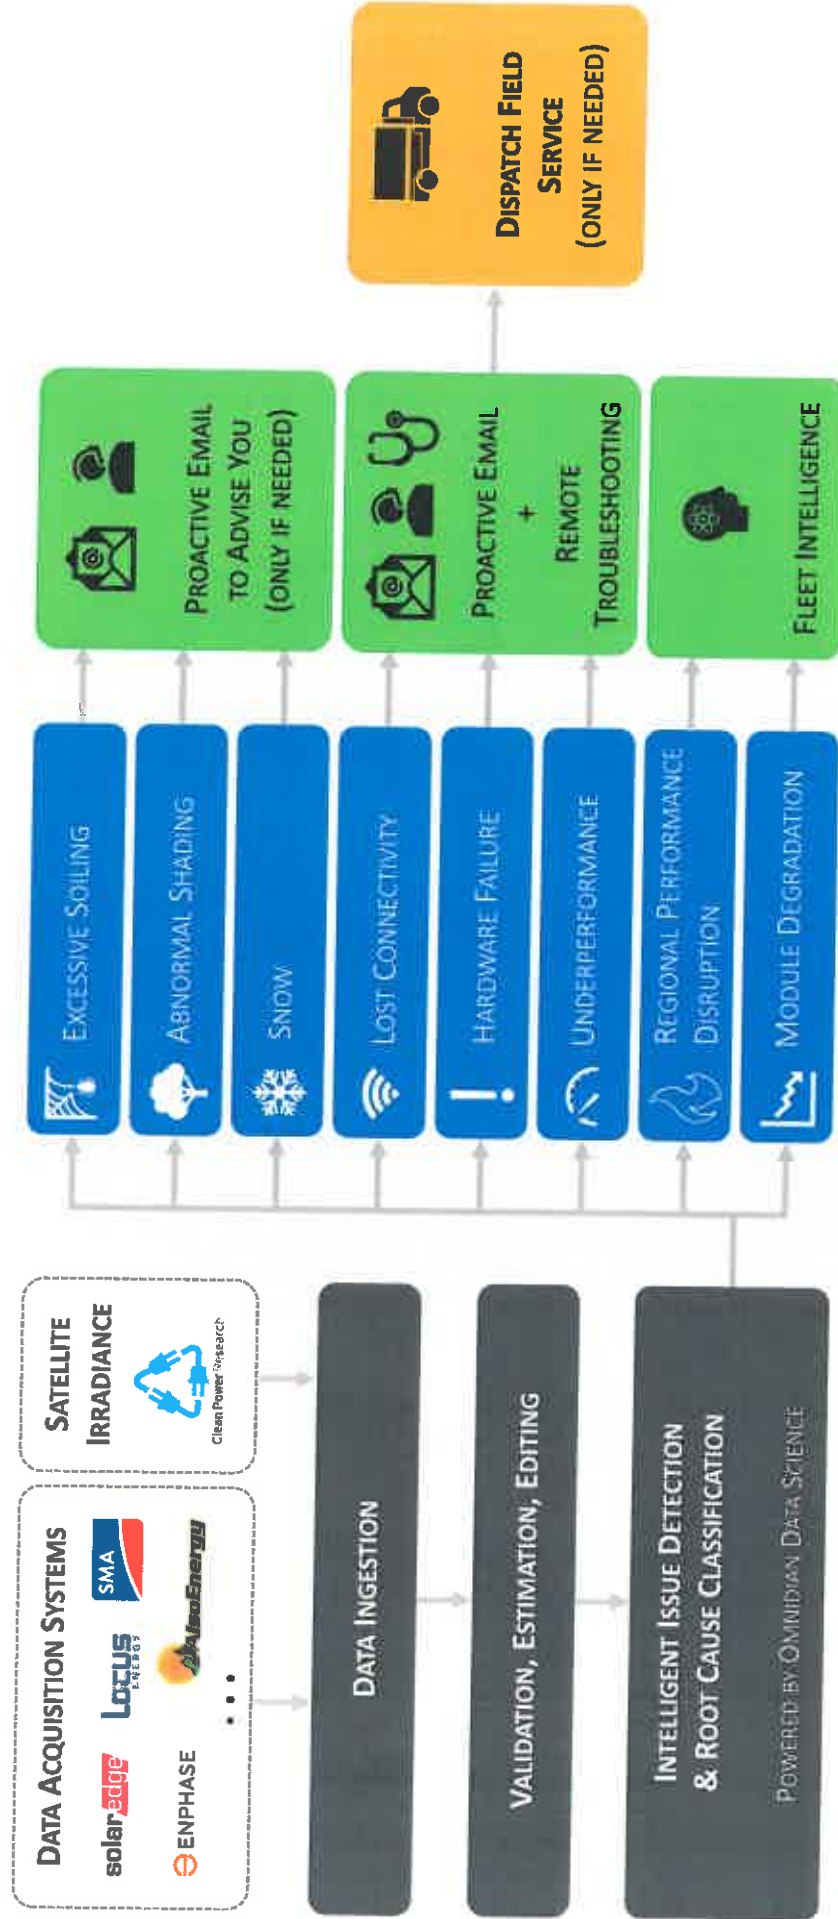 DATA ACQUISITION SYSTEMS
solaredge
LOCUS
ENERGY
SMA
ENPHASE
AlsoEnergy
...
SATELLITE
IRRADIANCE
Clean Power Research
DATA INGESTION
VALIDATION, ESTIMATION, EDITING
INTELLIGENT ISSUE DETECTION
& ROOT CAUSE CLASSIFICATION
POWERED BY OMNIDIAN DATA SCIENCE
EXCESSIVE SOILING
ABNORMAL SHADING
SNOW
LOST CONNECTIVITY
HARDWARE FAILURE
UNDERPERFORMANCE
REGIONAL PERFORMANCE
DISRUPTION
MODULE DEGRADATION
PROACTIVE EMAIL
TO ADVISE YOU
(ONLY IF NEEDED)
PROACTIVE EMAIL
+
REMOTE
TROUBLESHOOTING
FLEET INTELLIGENCE
DISPATCH FIELD
SERVICE
(ONLY IF NEEDED)